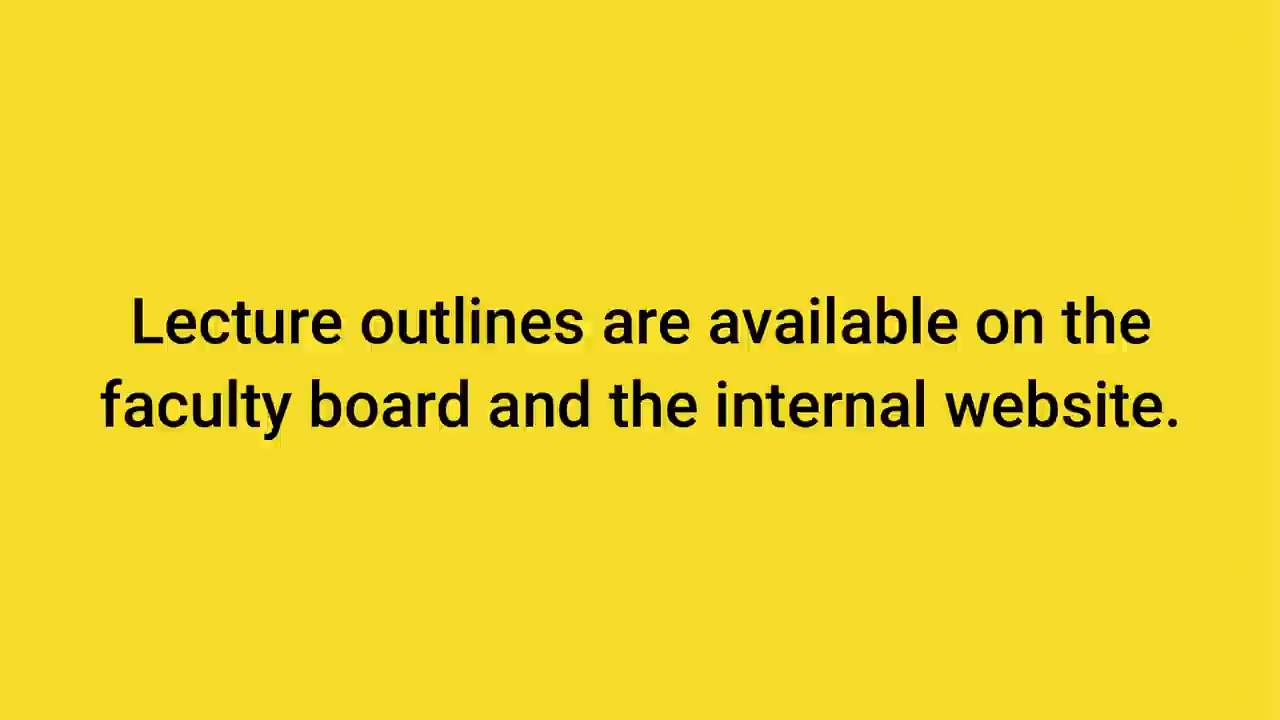 Lecture outlines are available on the
faculty board and the internal website.